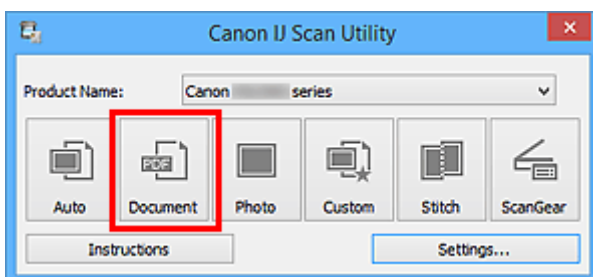 Canon IJ Scan Utility
Product Name: Canon series
PDF
Auto Document Photo Custom Stitch ScanGear
Instructions Settings...